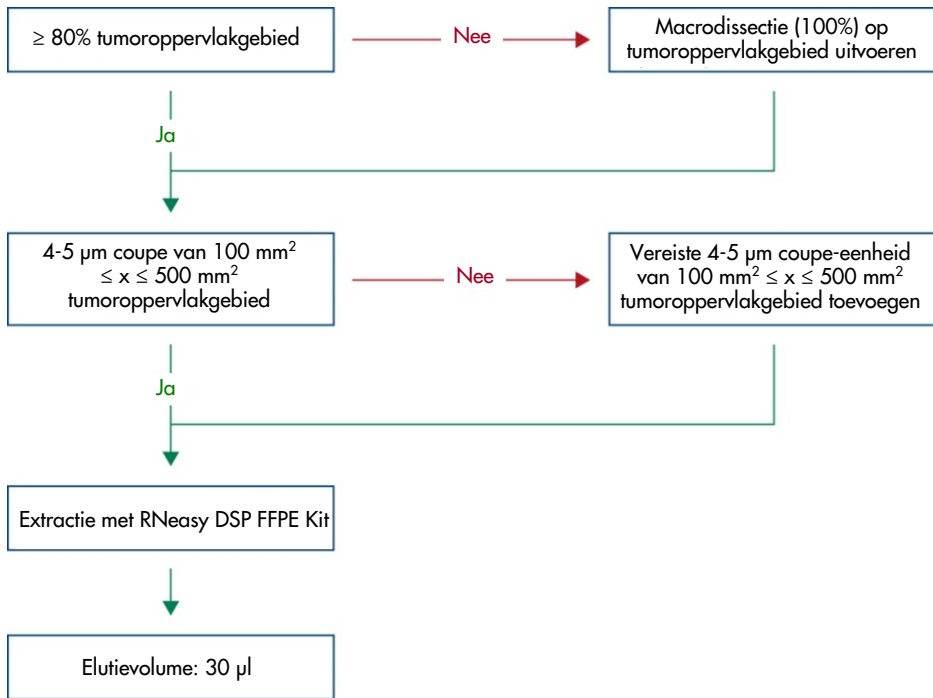 ≥ 80% tumoroppervlakgebied
Nee
Macrodissectie (100%) op
tumoroppervlakgebied uitvoeren
Ja
4-5 µm coupe van 100 mm²
≤ x ≤ 500 mm²
tumoroppervlakgebied
Nee
Vereiste 4-5 µm coupe-eenheid
van 100 mm² ≤ x ≤ 500 mm²
tumoroppervlakgebied toevoegen
Ja
Extractie met RNeasy DSP FFPE Kit
Elutievolume: 30 µl